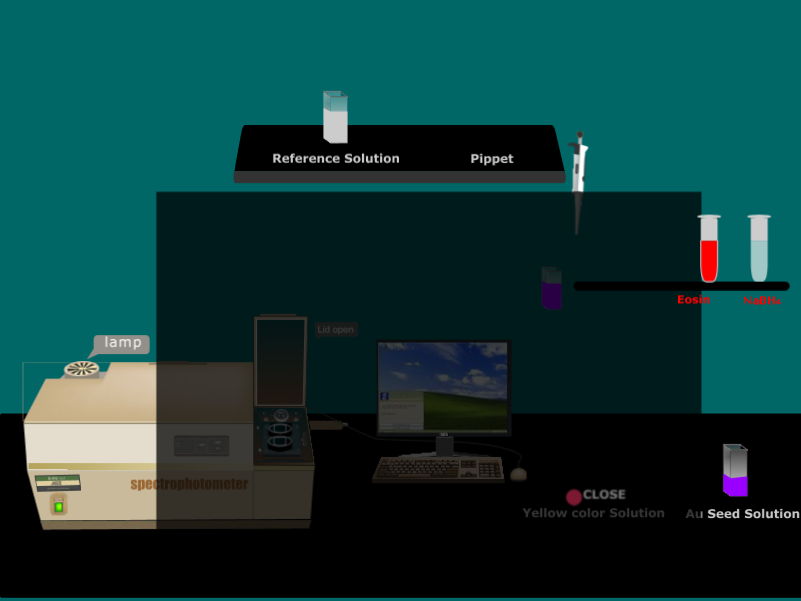 Reference Solution
Pippet
Eosin
NaBH₄
lamp
Lid open
spectrophotometer
CLOSE
Yellow color Solution
Au Seed Solution